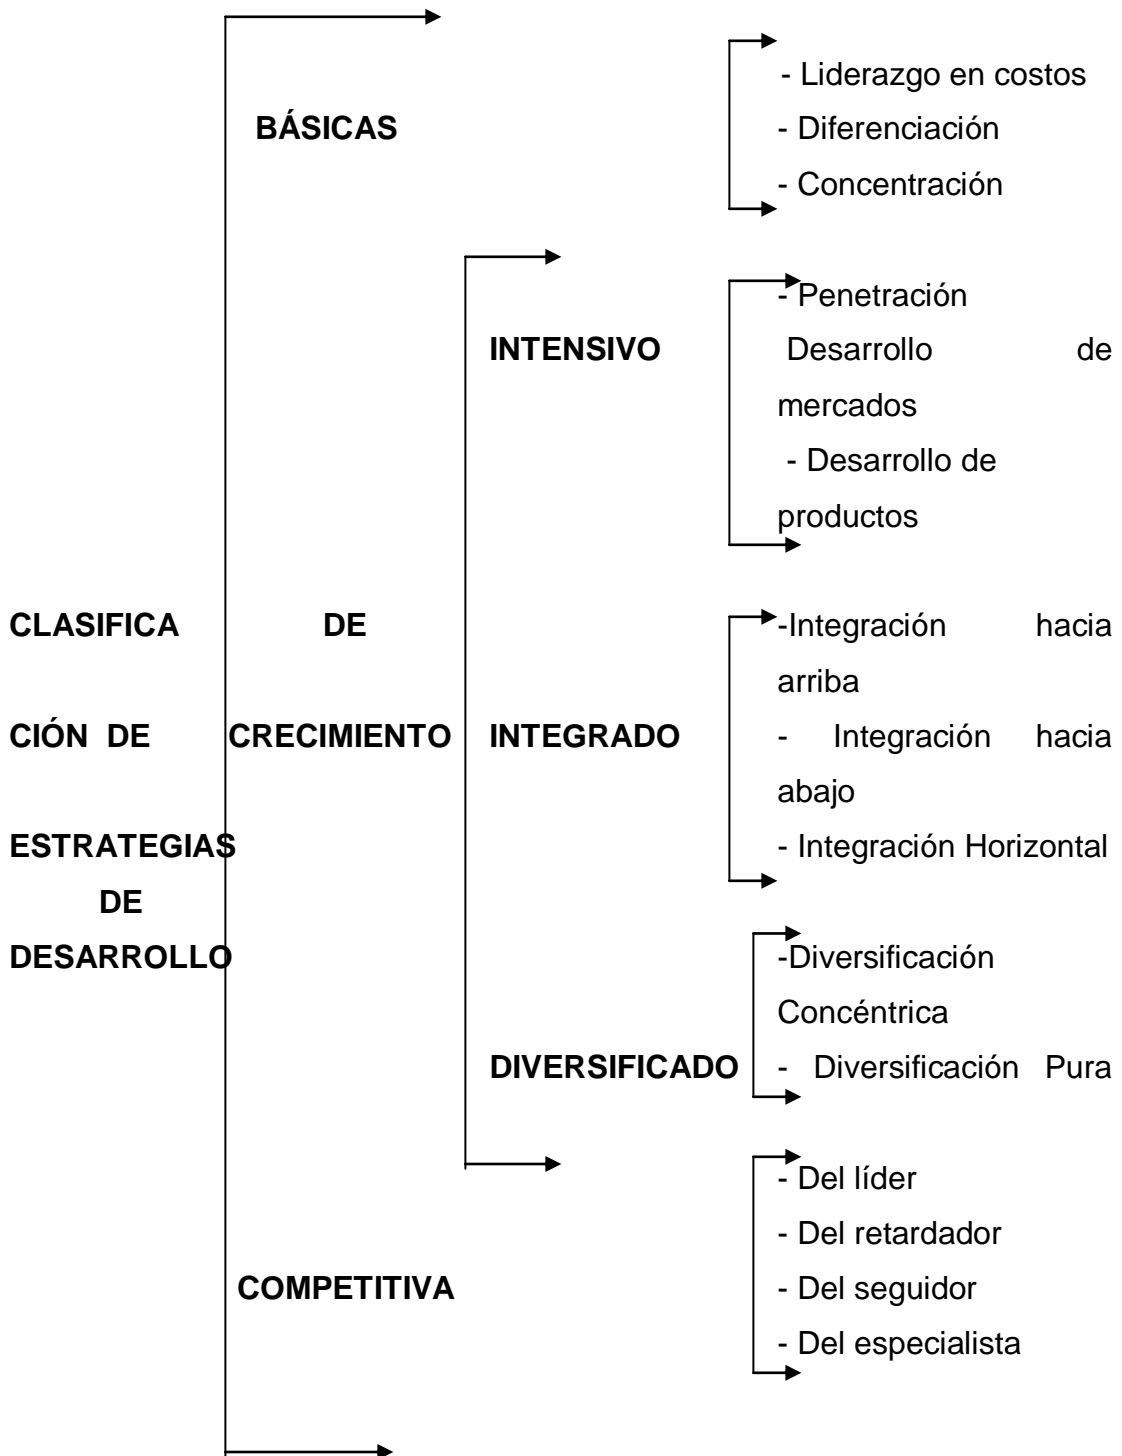 - Liderazgo en costos
BÁSICAS - Diferenciación
- Concentración
- Penetración
INTENSIVO Desarrollo de
mercados
- Desarrollo de
productos
CLASIFICA DE -Integración hacia
arriba
CIÓN DE CRECIMIENTO INTEGRADO - Integración hacia
abajo
ESTRATEGIAS - Integración Horizontal
DE
DESARROLLO -Diversificación
Concéntrica
DIVERSIFICADO - Diversificación Pura
- Del líder
- Del retardador
COMPETITIVA - Del seguidor
- Del especialista